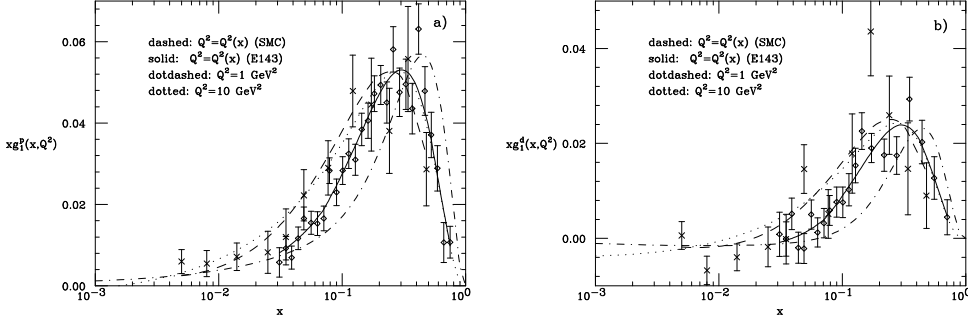 a)
dashed: Q²=Q²(x) (SMC)
solid: Q²=Q²(x) (E143)
dotdashed: Q²=1 GeV²
dotted: Q²=10 GeV²
0.06
0.04
0.02
0.00
xg₁ᵖ(x,Q²)
10⁻³ 10⁻² 10⁻¹ 10⁰
x
b)
dashed: Q²=Q²(x) (SMC)
solid: Q²=Q²(x) (E143)
dotdashed: Q²=1 GeV²
dotted: Q²=10 GeV²
0.04
0.02
0.00
xg₁ᵈ(x,Q²)
10⁻³ 10⁻² 10⁻¹ 10⁰
x